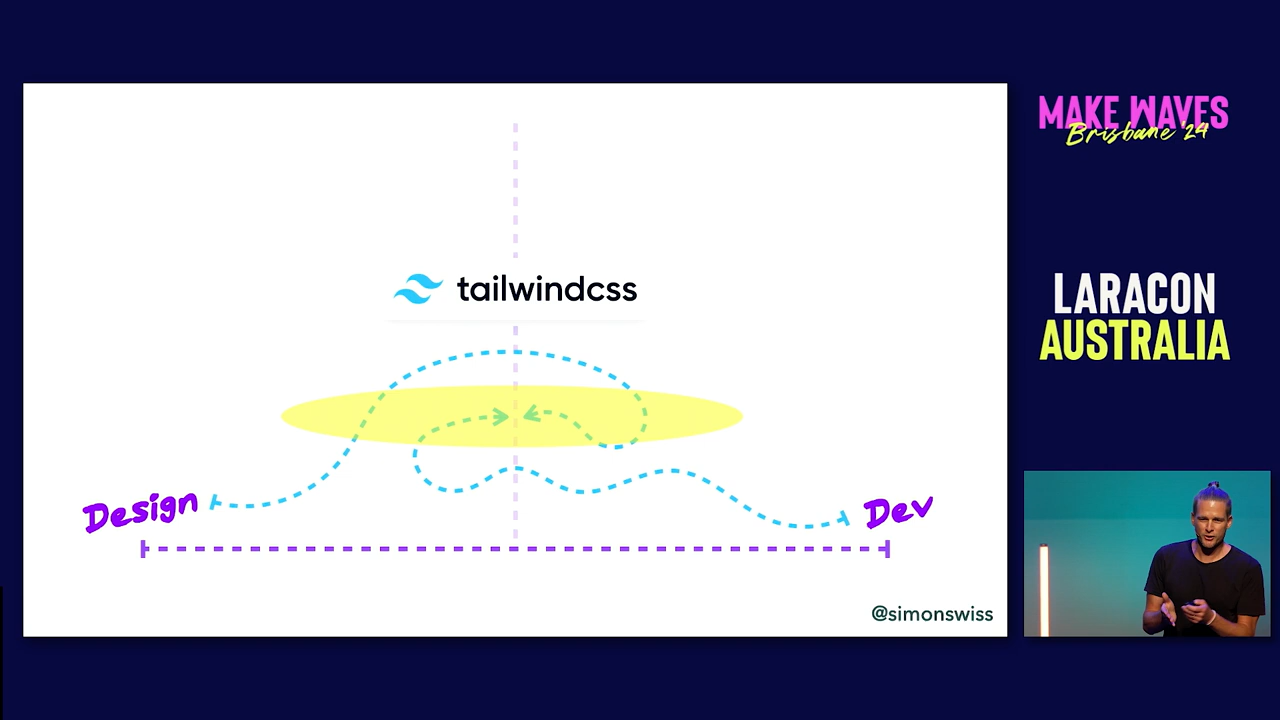 tailwindcss
Design
Dev
@simonswiss
MAKE WAVES
Brisbane '24
LARACON
AUSTRALIA